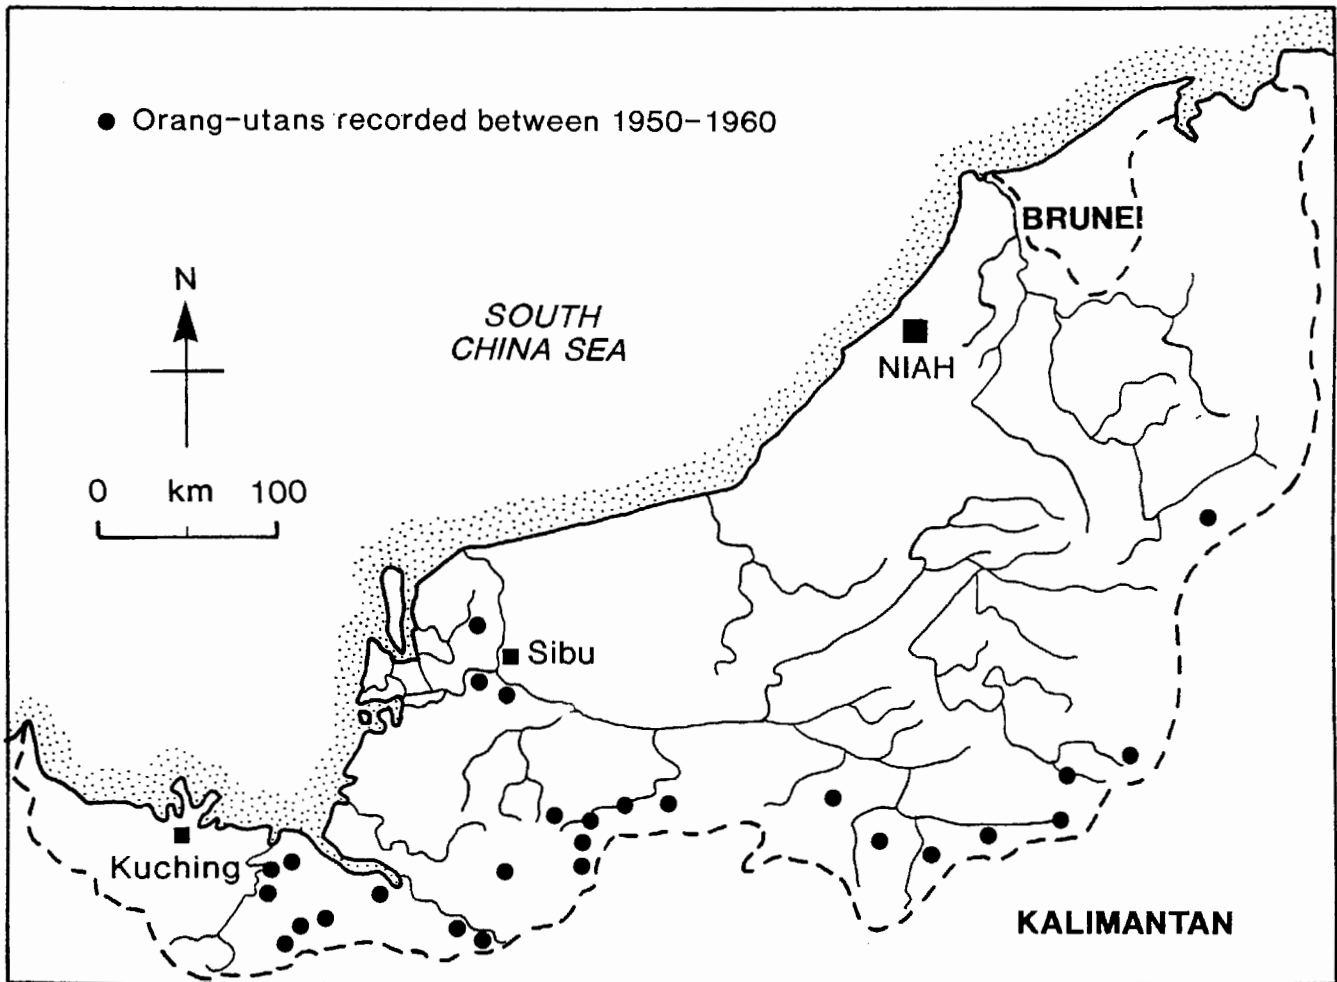 ● Orang-utans recorded between 1950-1960
BRUNEI
N
SOUTH
CHINA SEA
NIAH
0 km 100
Sibu
Kuching
KALIMANTAN